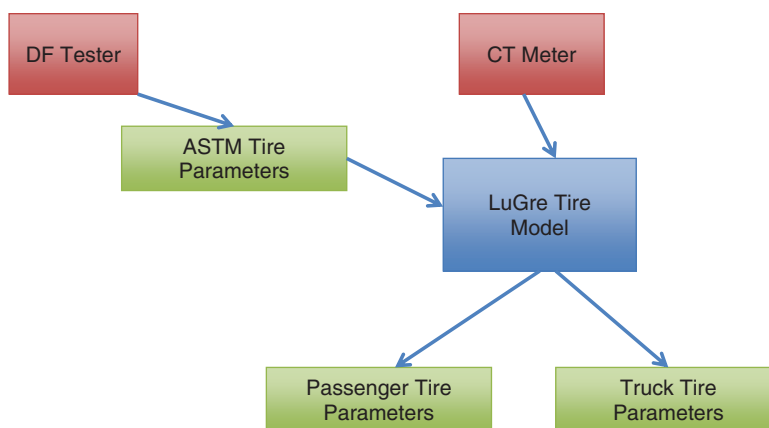 DF Tester
CT Meter
ASTM Tire
Parameters
LuGre Tire
Model
Passenger Tire
Parameters
Truck Tire
Parameters